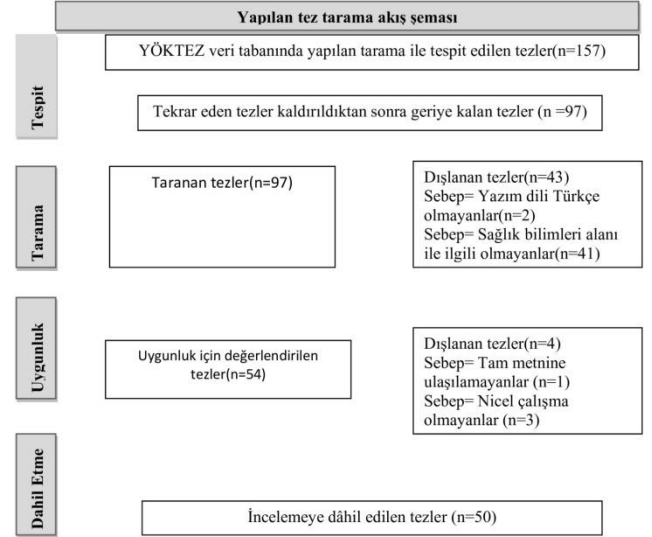 Yapılan tez tarama akış şeması
Tespit
YÖKTEZ veri tabanında yapılan tarama ile tespit edilen tezler(n=157)
Tekrar eden tezler kaldırıldıktan sonra geriye kalan tezler (n =97)
Tarama
Taranan tezler(n=97)
Dışlanan tezler(n=43)
Sebep= Yazım dili Türkçe
olmayanlar(n=2)
Sebep= Sağlık bilimleri alanı
ile ilgili olmayanlar(n=41)
Uygunluk
Uygunluk için değerlendirilen
tezler(n=54)
Dışlanan tezler(n=4)
Sebep= Tam metnine
ulaşılamayanlar (n=1)
Sebep= Nicel çalışma
olmayanlar (n=3)
Dahil Etme
İncelemeye dâhil edilen tezler (n=50)